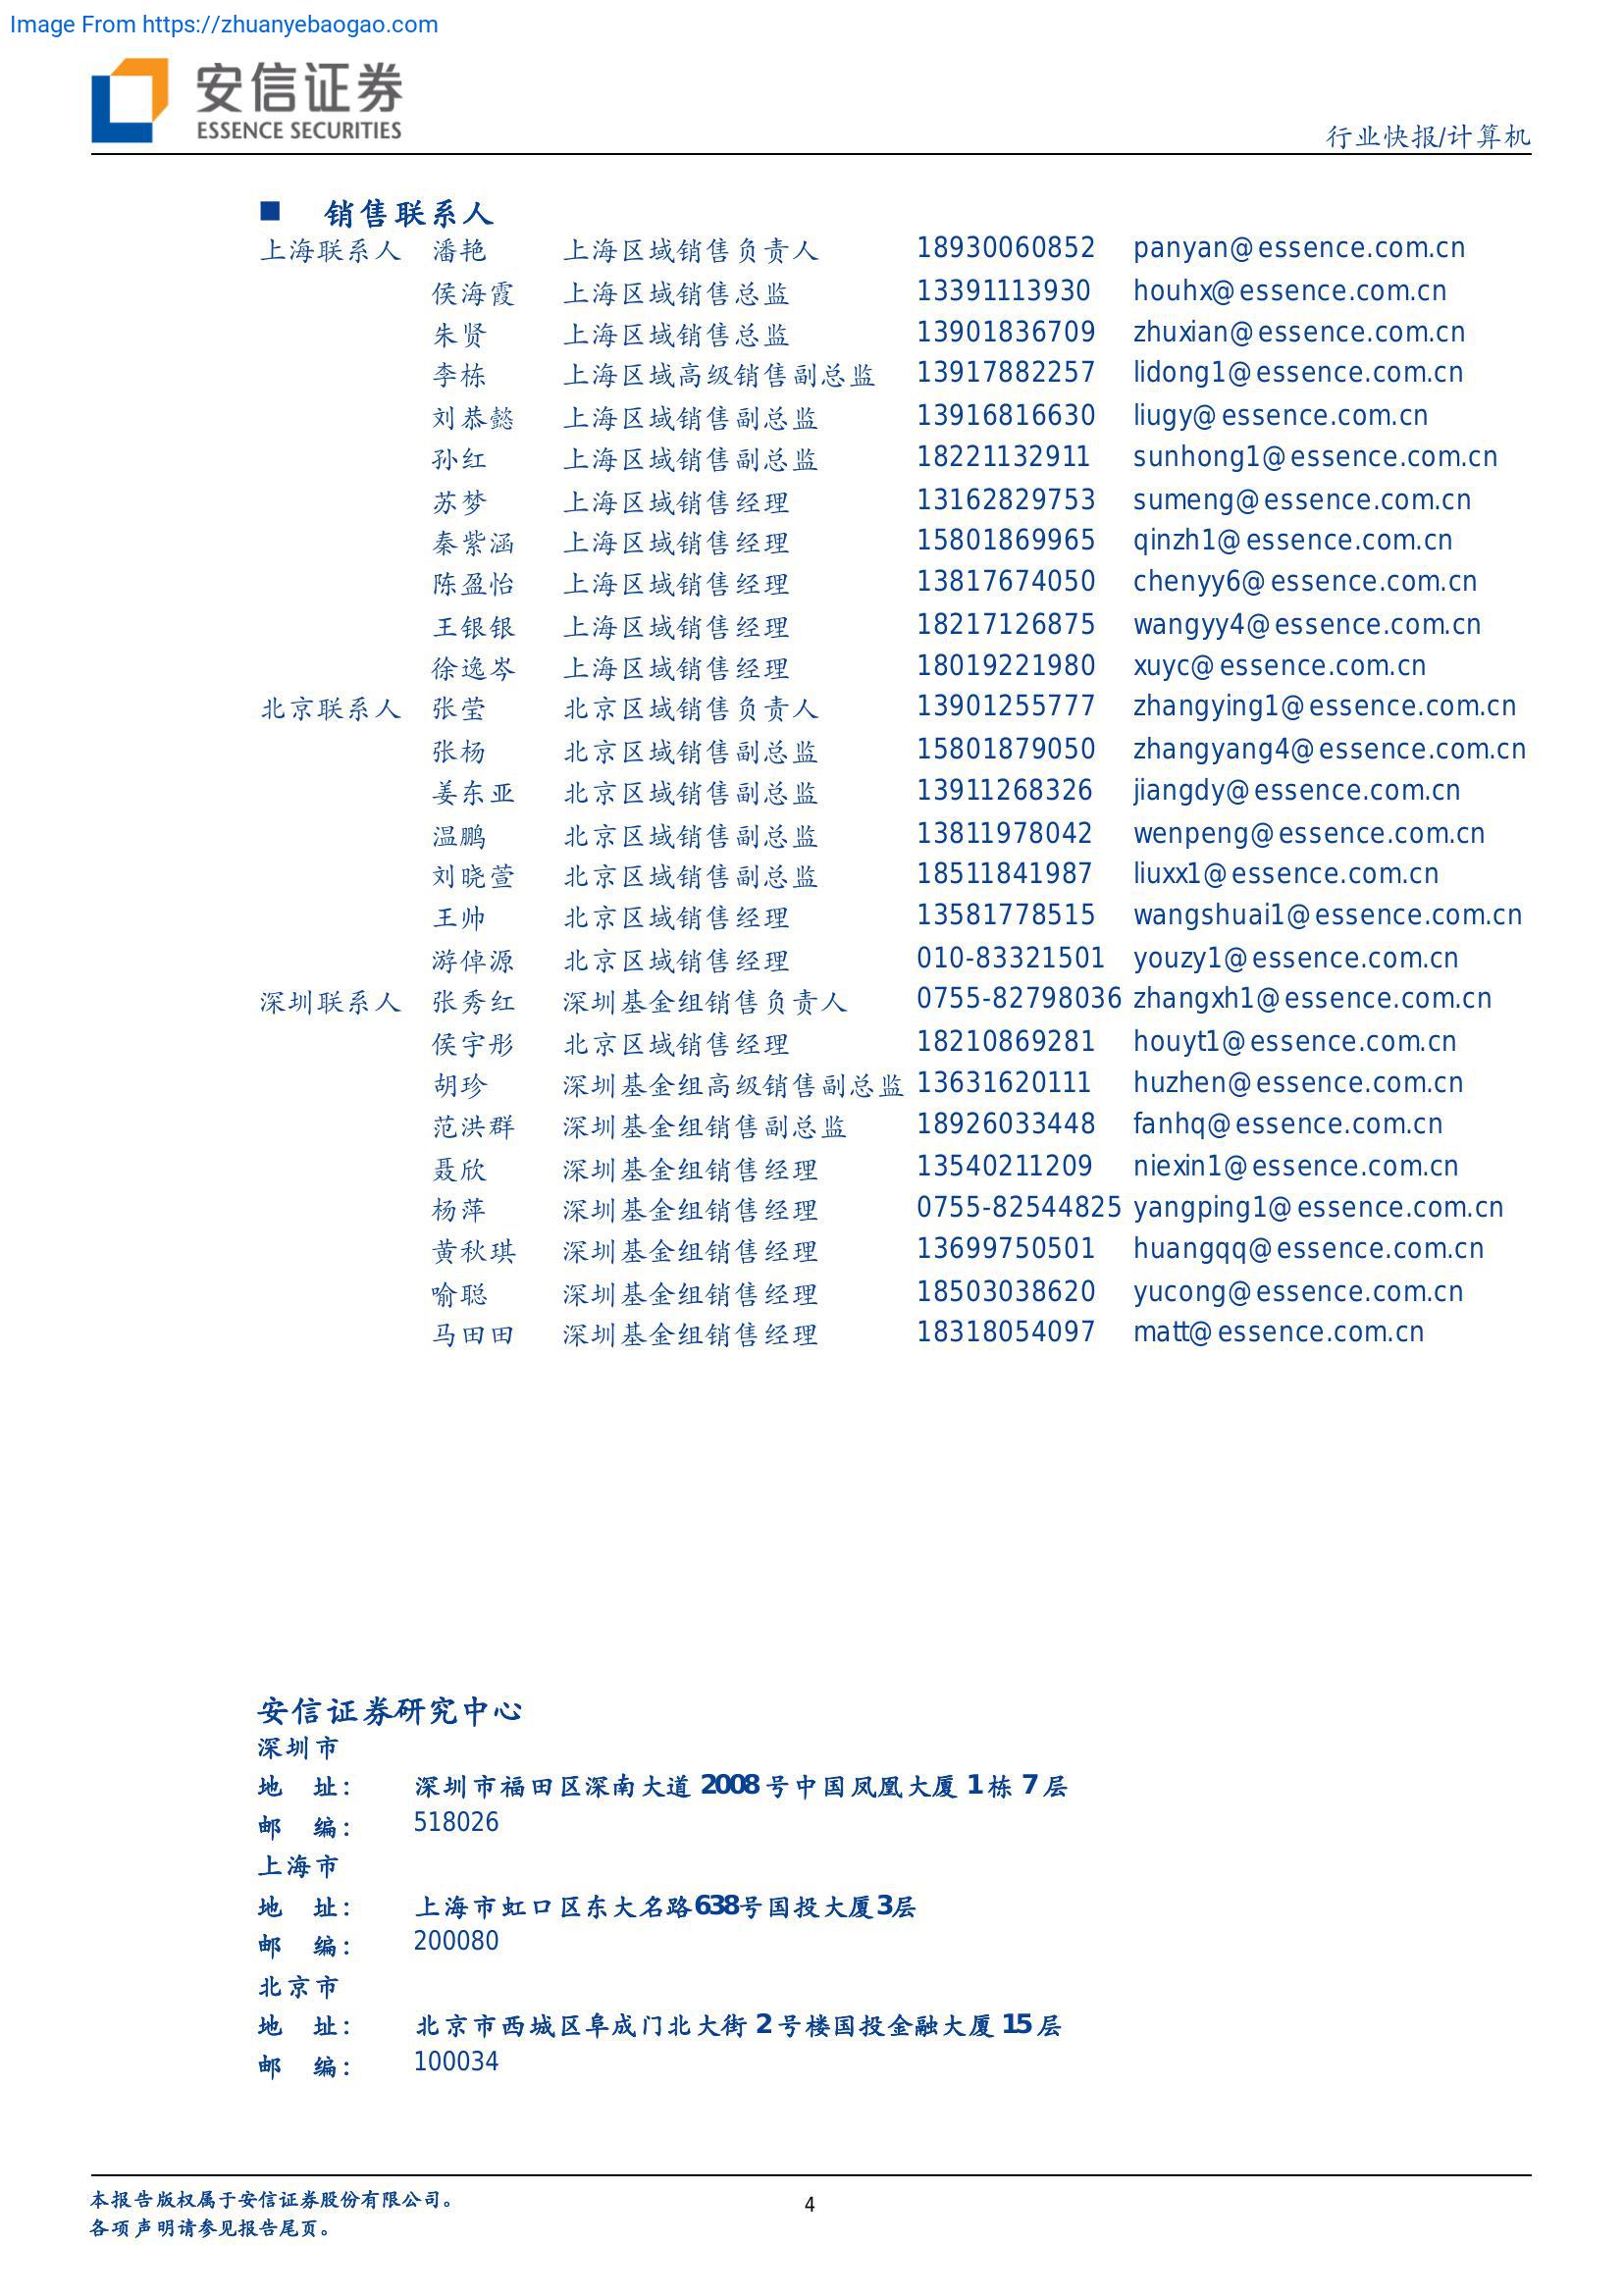 Image From https://zhuanyebaogao.com
安信证券
ESSENCE SECURITIES
行业快报/计算机
■ 销售联系人
上海联系人 潘艳 上海区域销售负责人 18930060852 panyan@essence.com.cn
侯海霞 上海区域销售总监 13391113930 houhx@essence.com.cn
朱贤 上海区域销售总监 13901836709 zhuxian@essence.com.cn
李栋 上海区域高级销售副总监 13917882257 lidong1@essence.com.cn
刘恭懿 上海区域销售副总监 13916816630 liugy@essence.com.cn
孙红 上海区域销售副总监 18221132911 sunhong1@essence.com.cn
苏梦 上海区域销售经理 13162829753 sumeng@essence.com.cn
秦紫涵 上海区域销售经理 15801869965 qinzh1@essence.com.cn
陈盈怡 上海区域销售经理 13817674050 chenyy6@essence.com.cn
王银银 上海区域销售经理 18217126875 wangyy4@essence.com.cn
徐逸岑 上海区域销售经理 18019221980 xuyc@essence.com.cn
北京联系人 张莹 北京区域销售负责人 13901255777 zhangying1@essence.com.cn
张杨 北京区域销售副总监 15801879050 zhangyang4@essence.com.cn
姜东亚 北京区域销售副总监 13911268326 jiangdy@essence.com.cn
温鹏 北京区域销售副总监 13811978042 wenpeng@essence.com.cn
刘晓萱 北京区域销售副总监 18511841987 liuxx1@essence.com.cn
王帅 北京区域销售经理 13581778515 wangshuai1@essence.com.cn
游倬源 北京区域销售经理 010-83321501 youzy1@essence.com.cn
深圳联系人 张秀红 深圳基金组销售负责人 0755-82798036 zhangxh1@essence.com.cn
侯宇彤 北京区域销售经理 18210869281 houyt1@essence.com.cn
胡珍 深圳基金组高级销售副总监 13631620111 huzhen@essence.com.cn
范洪群 深圳基金组销售副总监 18926033448 fanhq@essence.com.cn
聂欣 深圳基金组销售经理 13540211209 niexin1@essence.com.cn
杨萍 深圳基金组销售经理 0755-82544825 yangping1@essence.com.cn
黄秋琪 深圳基金组销售经理 13699750501 huangqq@essence.com.cn
喻聪 深圳基金组销售经理 18503038620 yucong@essence.com.cn
马田田 深圳基金组销售经理 18318054097 matt@essence.com.cn
安信证券研究中心
深圳市
地 址： 深圳市福田区深南大道 2008 号中国凤凰大厦 1 栋 7 层
邮 编： 518026
上海市
地 址： 上海市虹口区东大名路638号国投大厦3层
邮 编： 200080
北京市
地 址： 北京市西城区阜成门北大街 2 号楼国投金融大厦 15 层
邮 编： 100034
本报告版权属于安信证券股份有限公司。
各项声明请参见报告尾页。
4